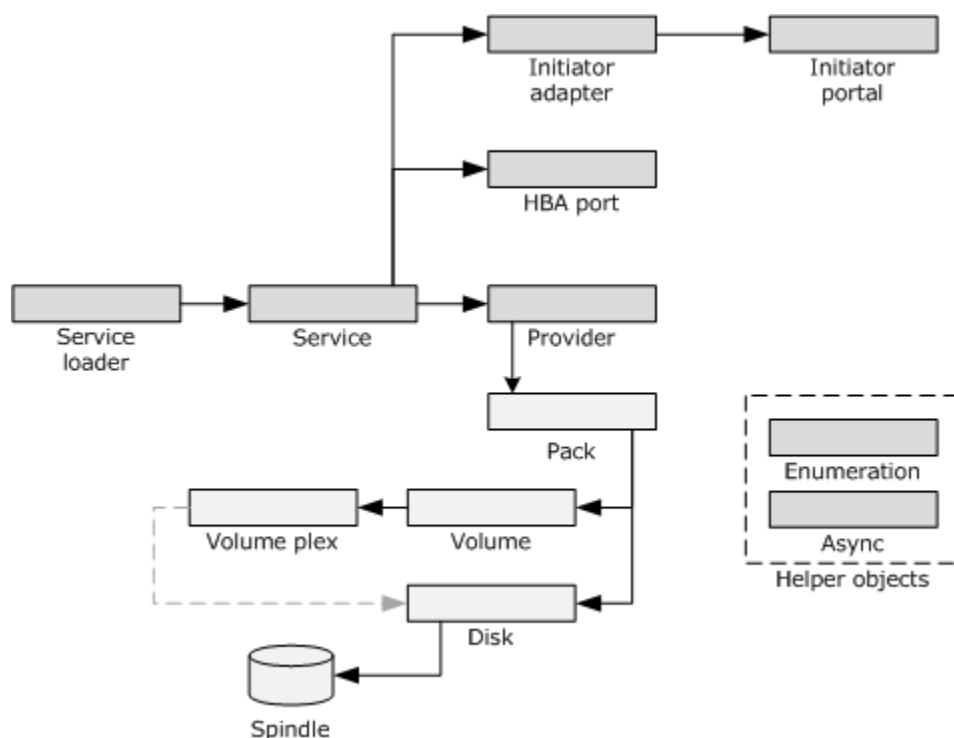 Initiator
adapter
Initiator
portal
HBA port
Service
loader
Service
Provider
Pack
Enumeration
Volume plex
Volume
Async
Helper objects
Disk
Spindle